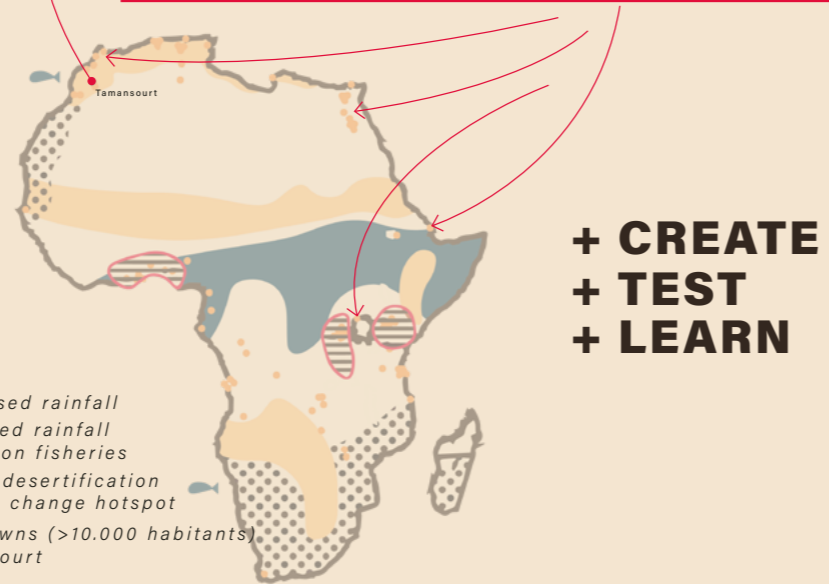 Tamansourt
+ CREATE
+ TEST
+ LEARN
sed rainfall
ed rainfall
on fisheries
desertification
change hotspot
wns (>10.000 habitants)
ourt